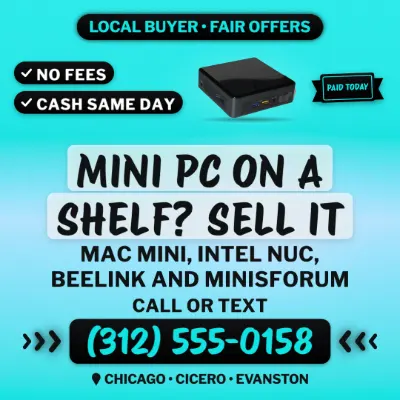 LOCAL BUYER • FAIR OFFERS
NO FEES
CASH SAME DAY
PAID TODAY
MINI PC ON A
SHELF? SELL IT
MAC MINI, INTEL NUC,
BEELINK AND MINISFORUM
CALL OR TEXT
(312) 555-0158
CHICAGO • CICERO • EVANSTON